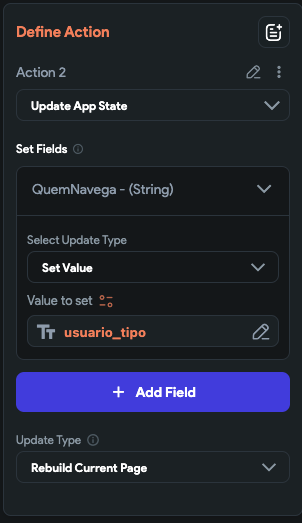 Define Action
Action 2
Update App State
Set Fields
QuemNavega - (String)
Select Update Type
Set Value
Value to set
Tт usuario_tipo
+ Add Field
Update Type
Rebuild Current Page